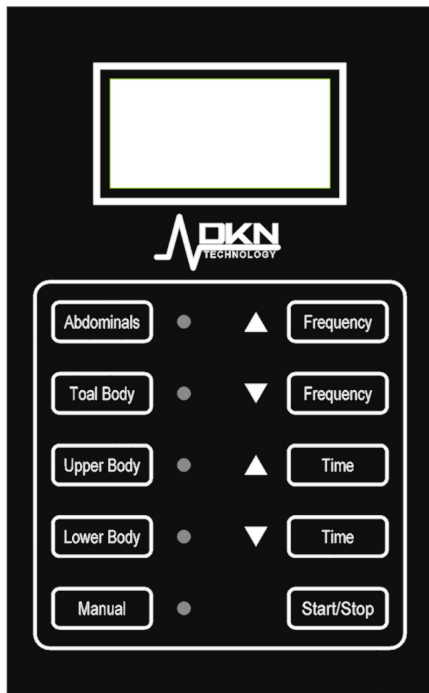 DKN
TECHNOLOGY
Abdominals
Frequency
Toal Body
Frequency
Upper Body
Time
Lower Body
Time
Manual
Start/Stop